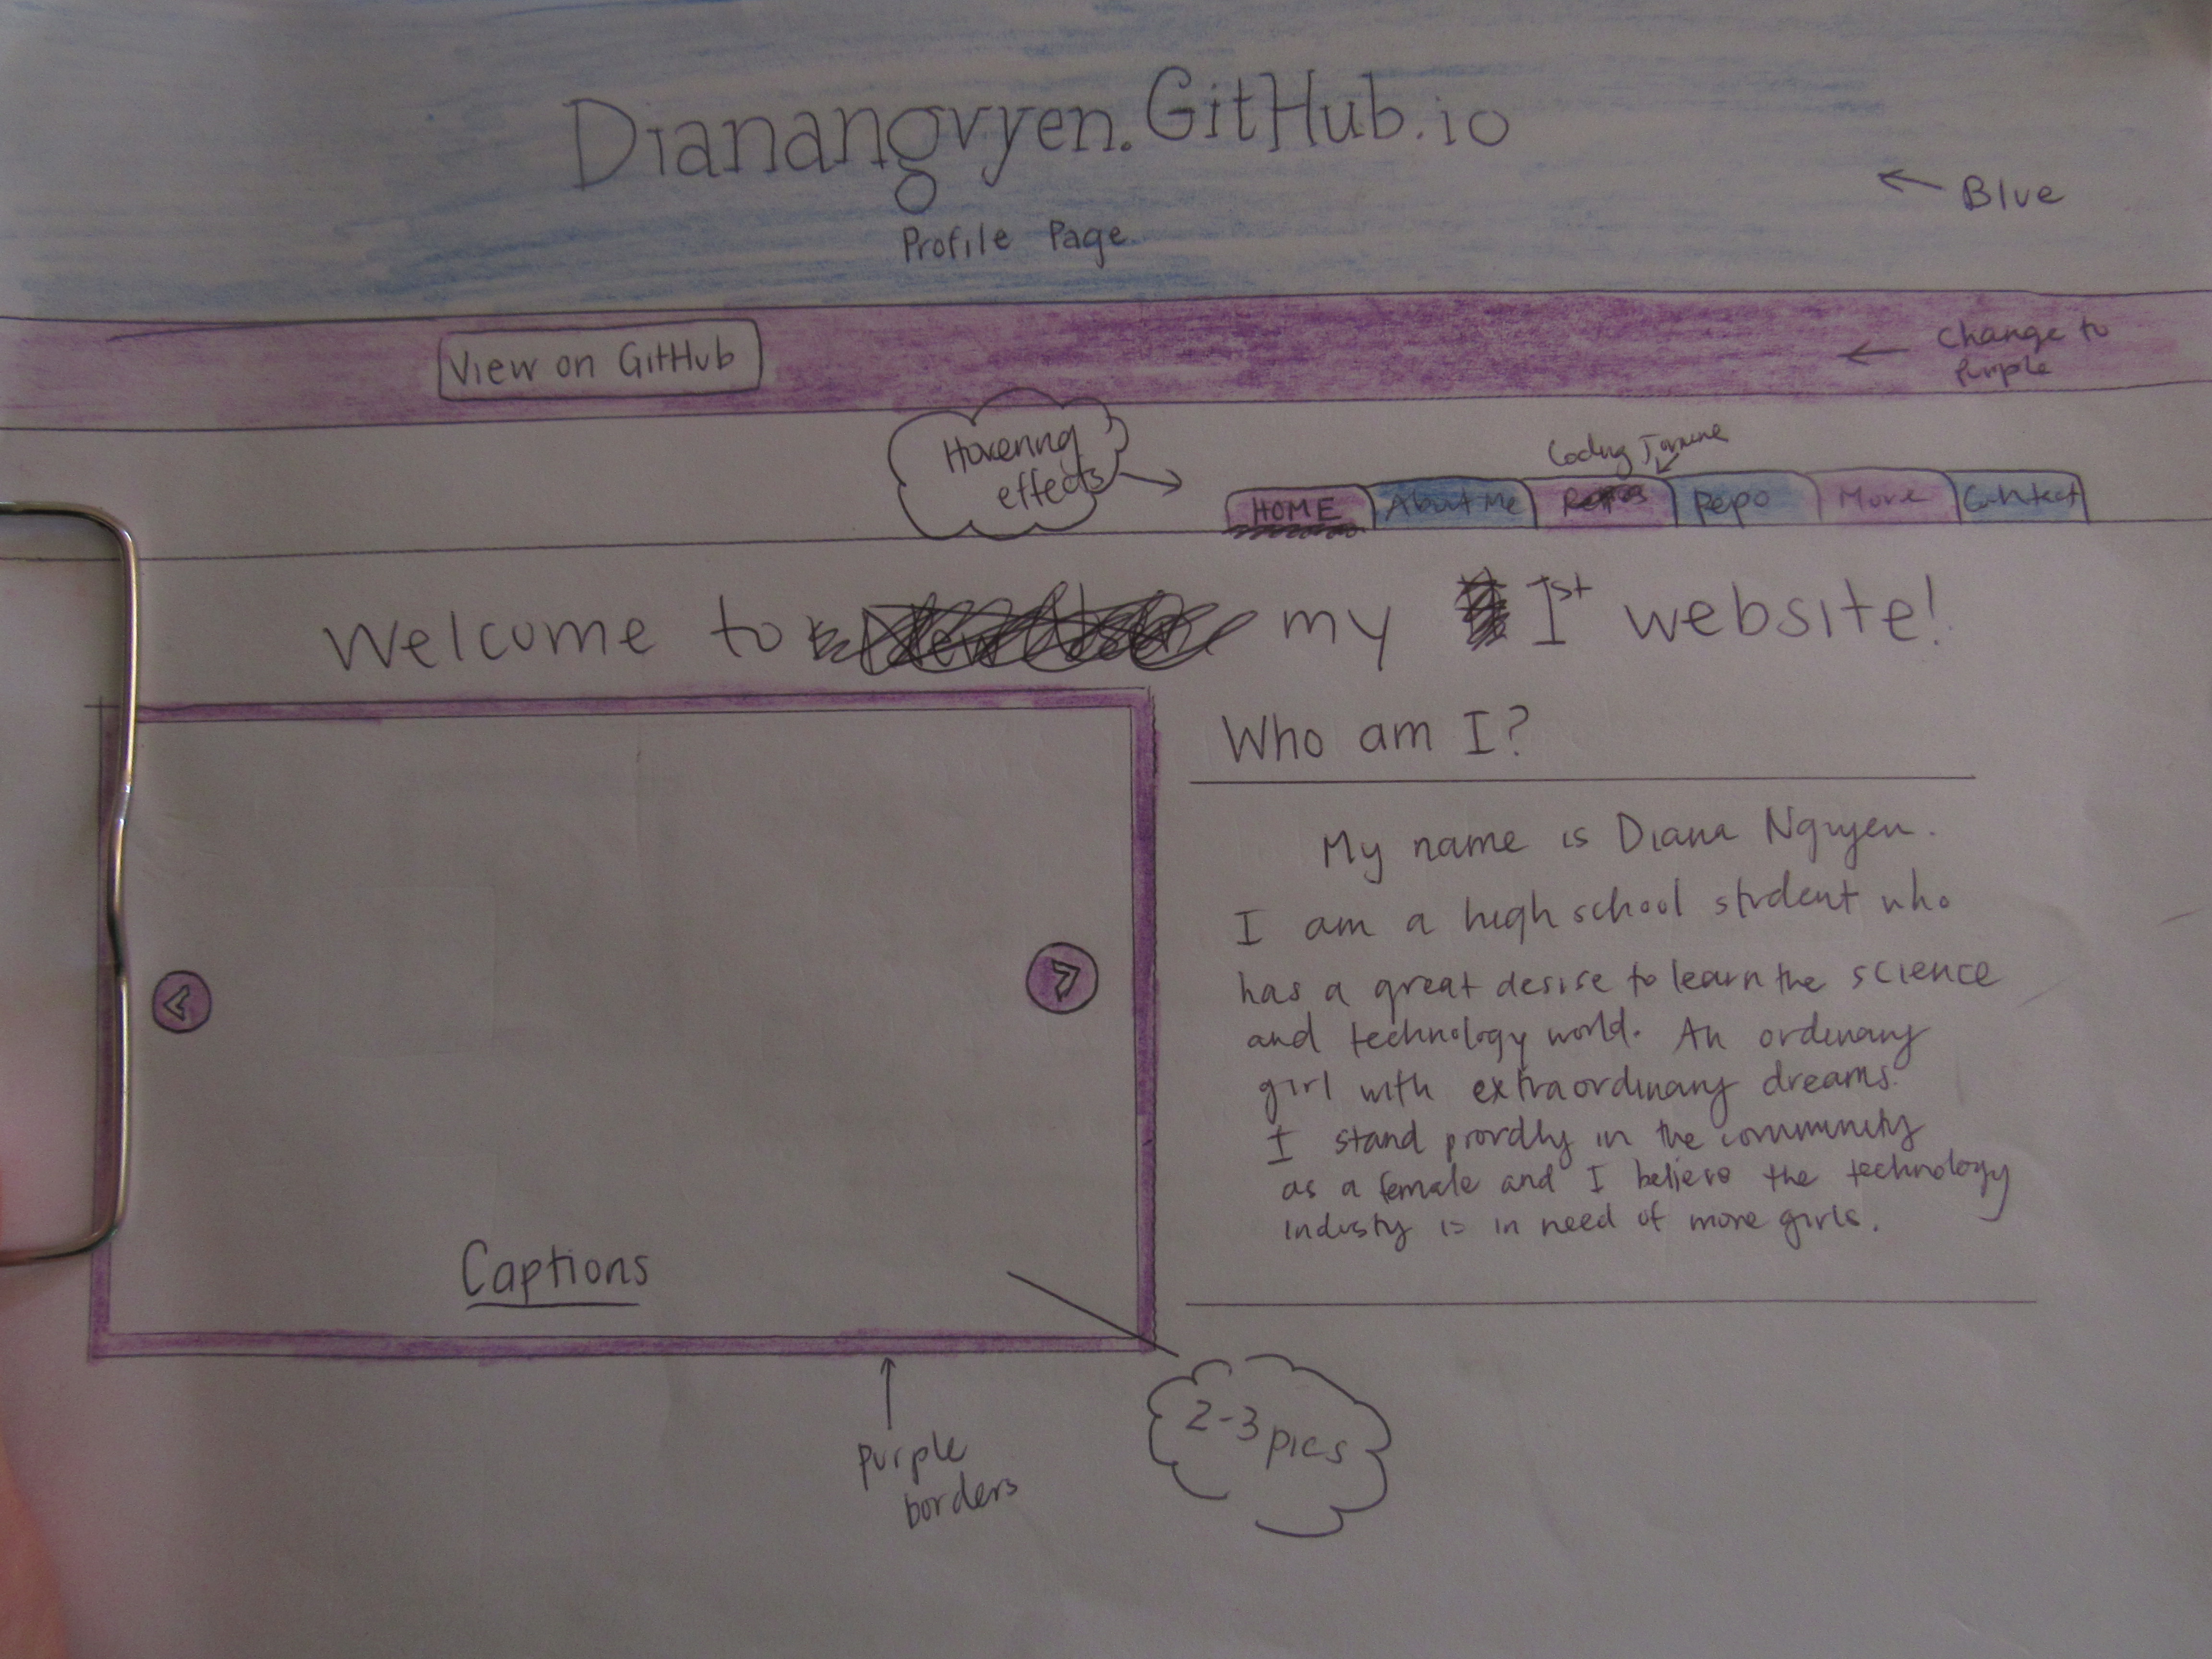 Dianangvyen.GitHub.io
Profile Page
Blue
View on GitHub
Change to
Purple
Hovering
effects
Coding
HOME
About Me
Repo
More
Contact
Welcome to my 1st website!
Who am I?
My name is Diana Nguyen.
I am a high school student who
has a great desire to learn the science
and technology world. An ordinary
girl with extraordinary dreams.
I stand proudly in the community
as a female and I believe the technology
industy is in need of more girls.
<
>
Captions
Purple
borders
2-3 pics